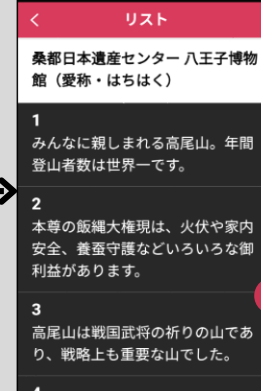 リスト
桑都日本遺産センター 八王子博物
館（愛称・はちはく）
1
みんなに親しまれる高尾山。年間
登山者数は世界一です。
2
本尊の飯縄大権現は、火伏や家内
安全、養蚕守護などいろいろな御
利益があります。
3
高尾山は戦国武将の祈りの山であ
り、戦略上も重要な山でした。